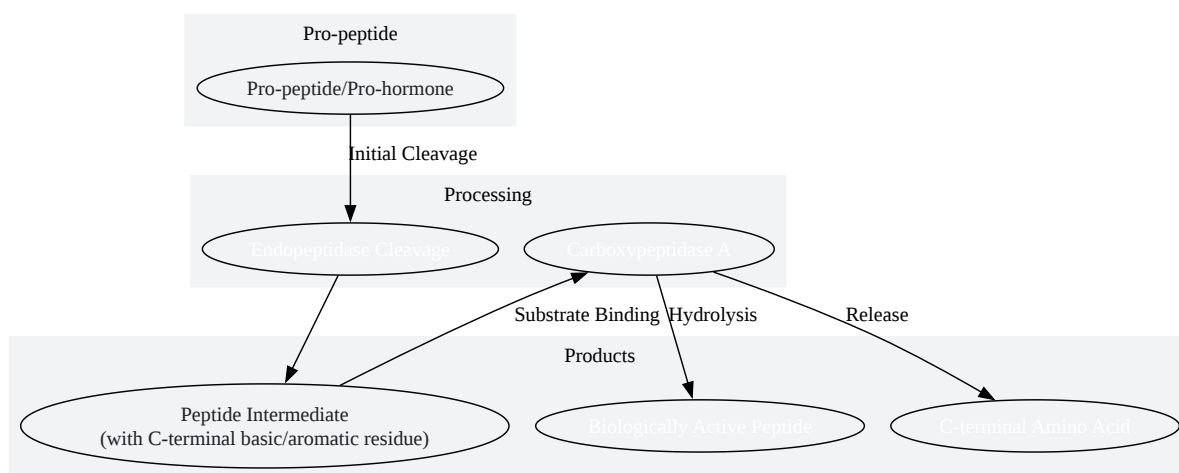 Pro-peptide
Pro-peptide/Pro-hormone
Initial Cleavage
Processing
Endopeptidase Cleavage
Carboxypeptidase A
Substrate Binding
Hydrolysis
Release
Products
Peptide Intermediate
(with C-terminal basic/aromatic residue)
Biologically Active Peptide
C-terminal Amino Acid